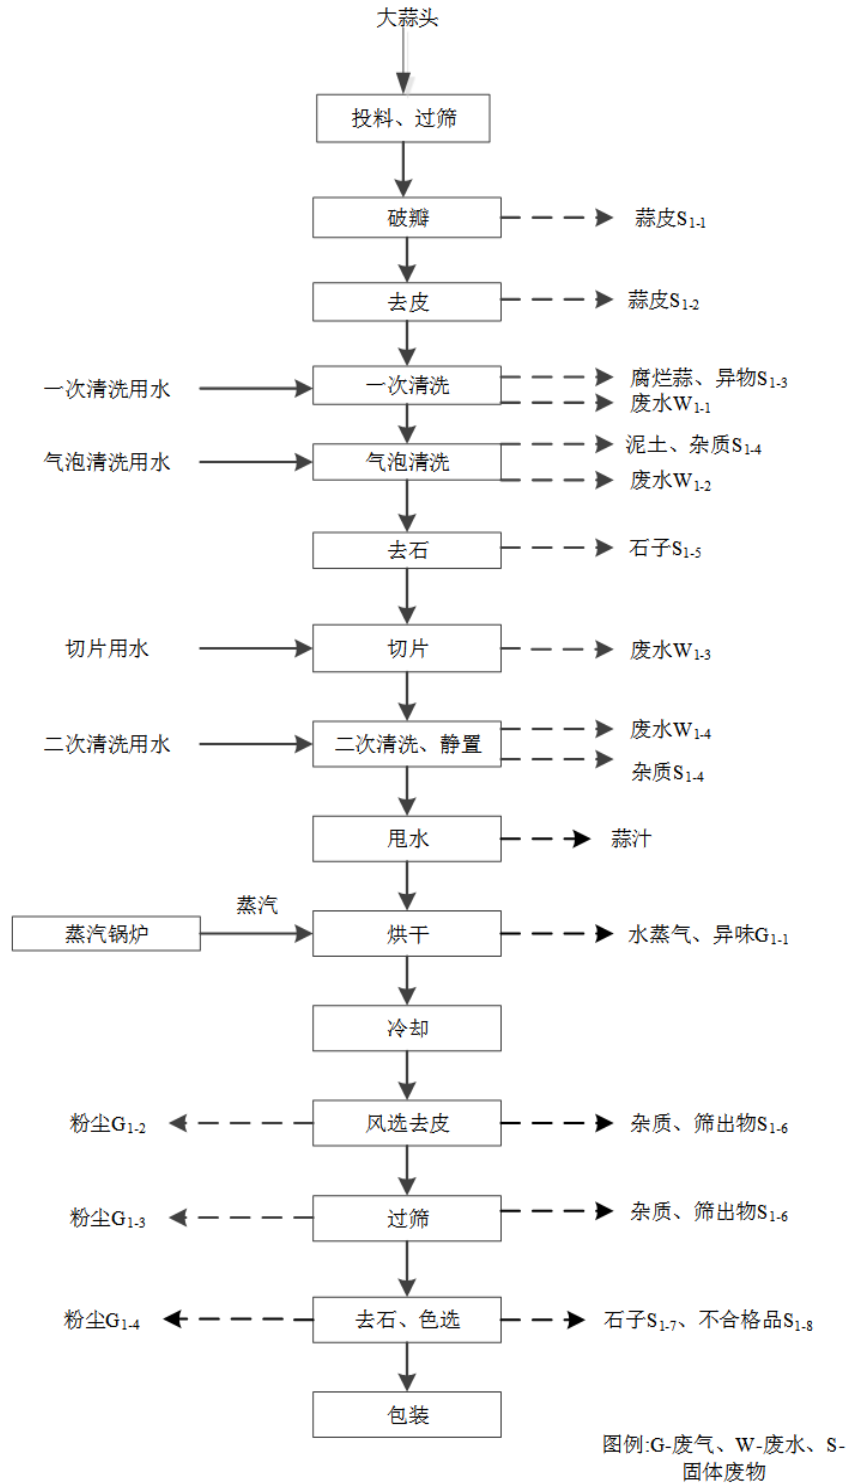 大蒜头
投料、过筛
破瓣
蒜皮S1-1
去皮
蒜皮S1-2
一次清洗用水
一次清洗
腐烂蒜、异物S1-3
废水W1-1
气泡清洗用水
气泡清洗
泥土、杂质S1-4
废水W1-2
去石
石子S1-5
切片用水
切片
废水W1-3
二次清洗用水
二次清洗、静置
废水W1-4
杂质S1-4
甩水
蒜汁
蒸汽锅炉
蒸汽
烘干
水蒸气、异味G1-1
冷却
粉尘G1-2
风选去皮
杂质、筛出物S1-6
粉尘G1-3
过筛
杂质、筛出物S1-6
粉尘G1-4
去石、色选
石子S1-7、不合格品S1-8
包装
图例:G-废气、W-废水、S-
固体废物